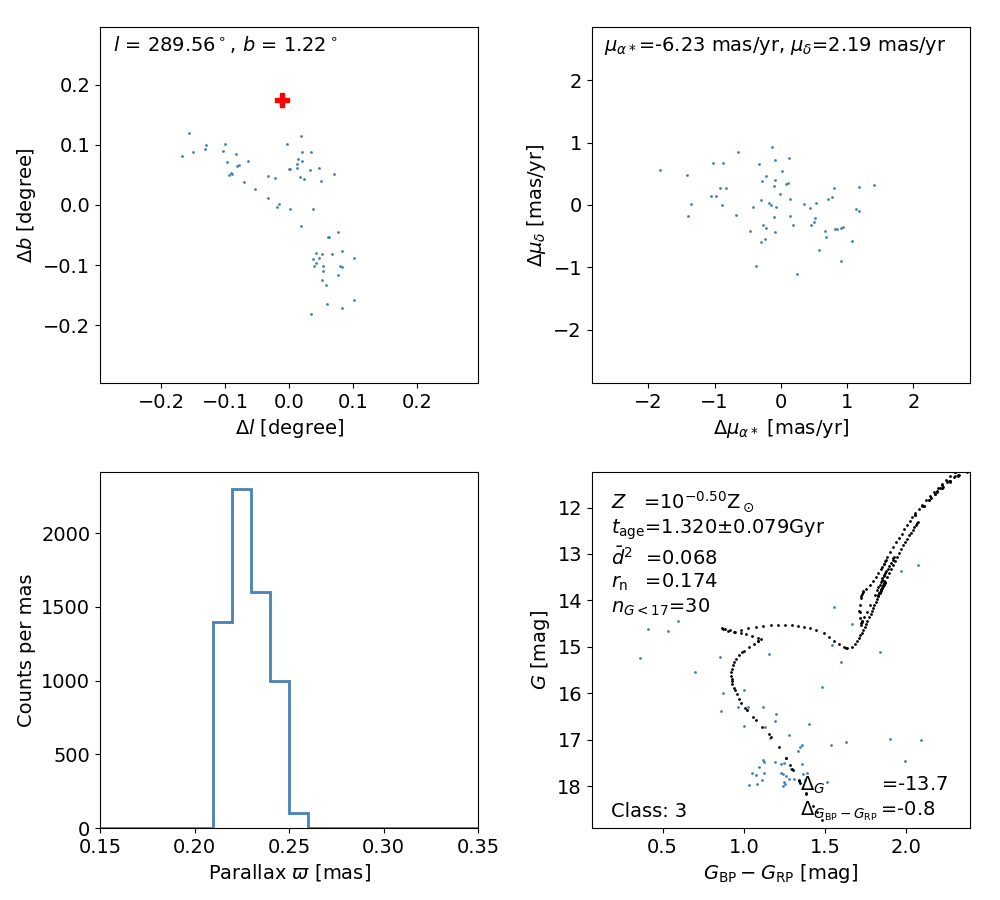 l = 289.56°, b = 1.22°
Δb [degree]
0.2
0.1
0.0
−0.1
−0.2
−0.2 −0.1 0.0 0.1 0.2
Δl [degree]
μα*=-6.23 mas/yr, μδ=2.19 mas/yr
Δμδ [mas/yr]
2
1
0
−1
−2
−2 −1 0 1 2
Δμα* [mas/yr]
Counts per mas
2000
1500
1000
500
0
0.15 0.20 0.25 0.30 0.35
Parallax ϖ [mas]
G [mag]
12
13
14
15
16
17
18
Z =10^−0.50 Z⊙
t_age=1.320±0.079Gyr
d̄² =0.068
r_n =0.174
n_G<17=30
Δ_G =-13.7
Class: 3 Δ_GBP−GRP =-0.8
0.5 1.0 1.5 2.0
G_BP − G_RP [mag]